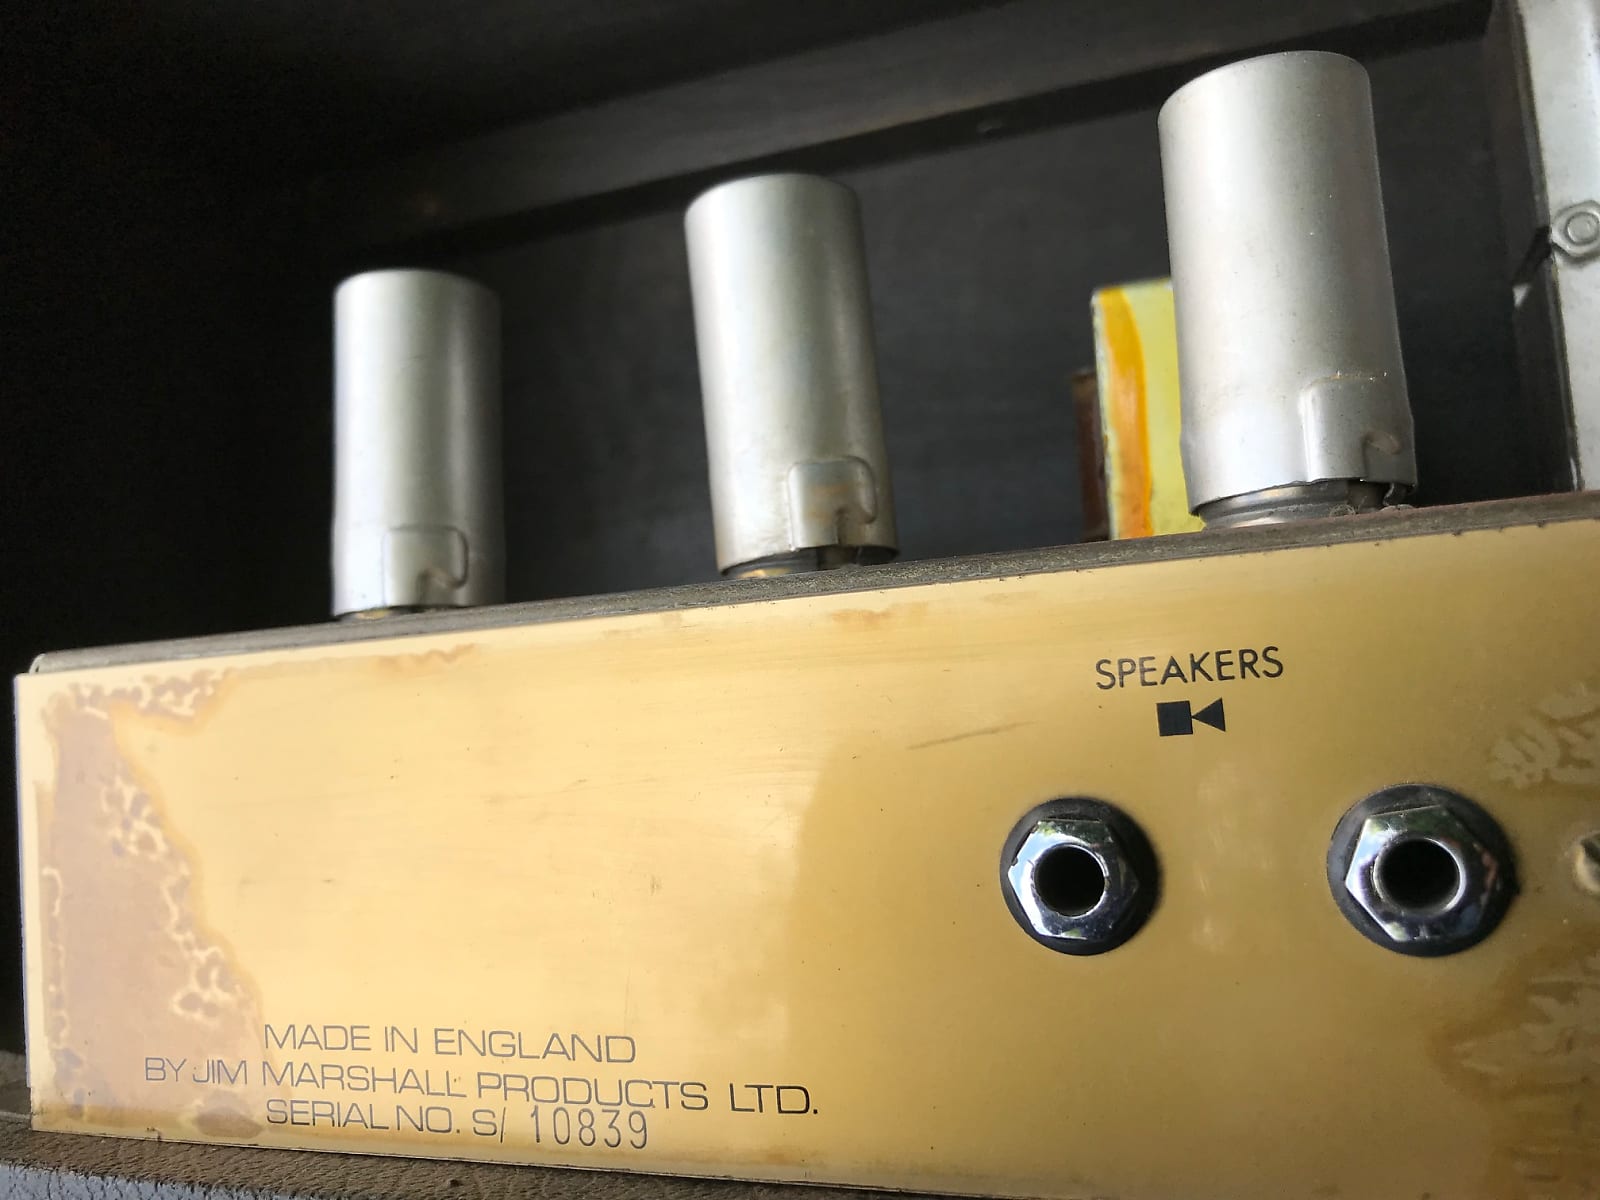 SPEAKERS
MADE IN ENGLAND
BY JIM MARSHALL PRODUCTS LTD.
SERIAL NO. S/ 10839